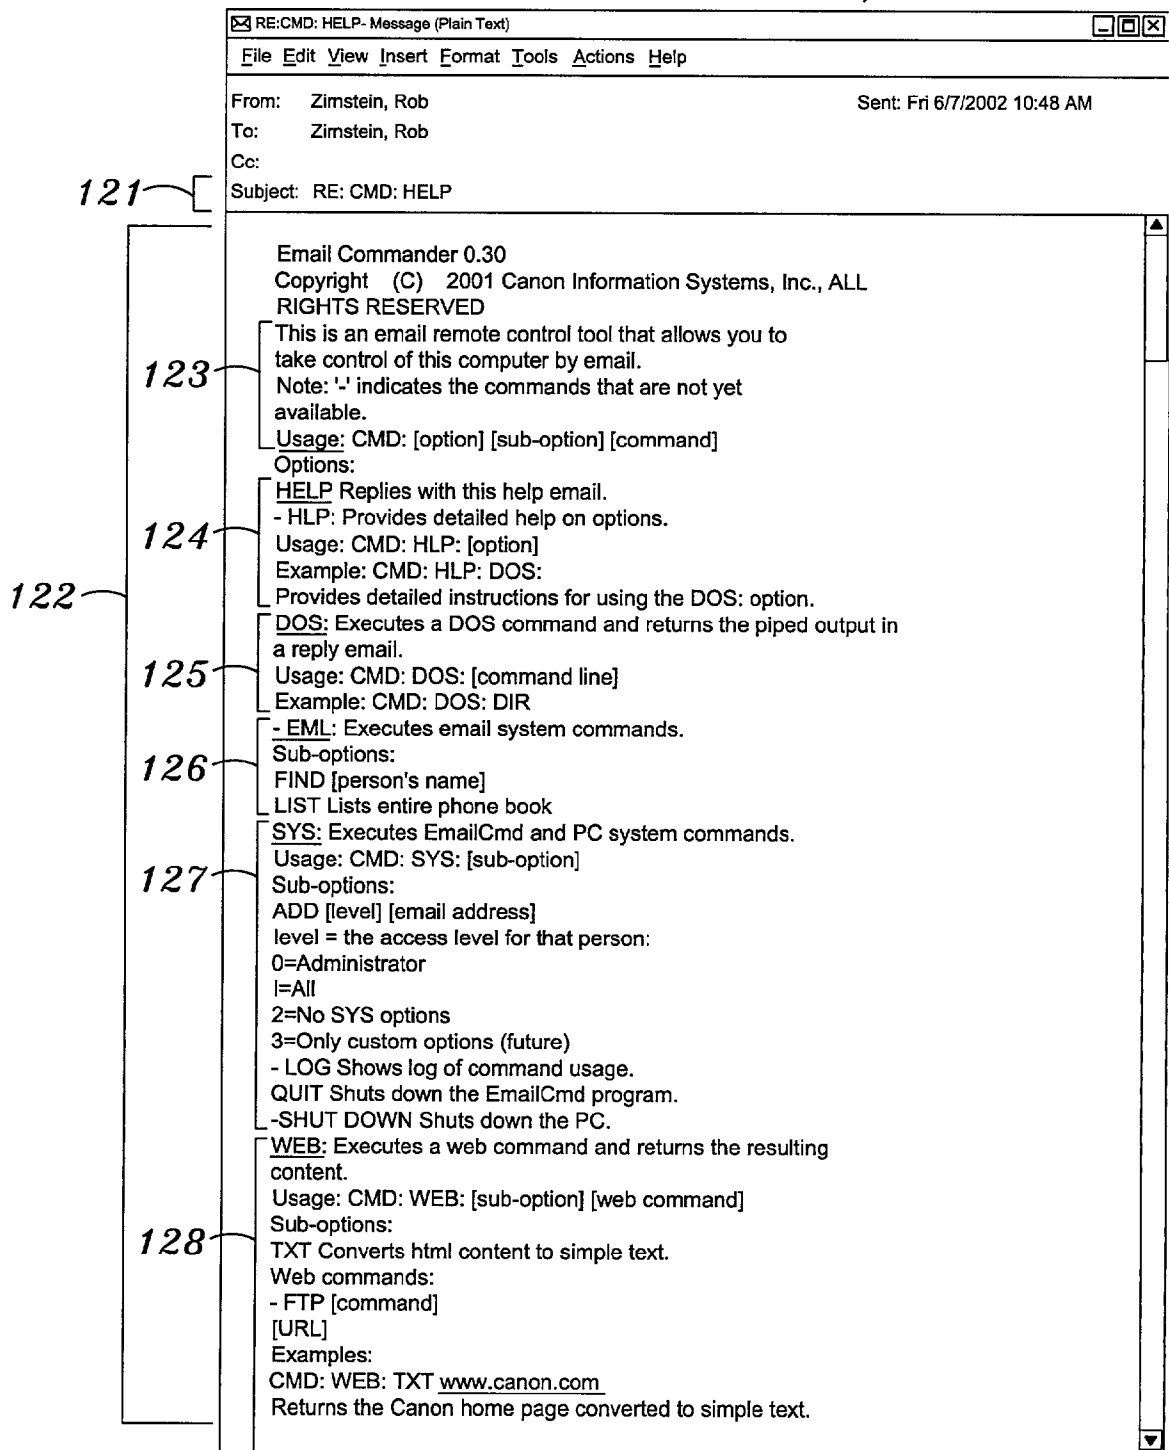 RE:CMD: HELP- Message (Plain Text)
File Edit View Insert Format Tools Actions Help
From: Zirnstein, Rob Sent: Fri 6/7/2002 10:48 AM
To: Zirnstein, Rob
Cc:
121 Subject: RE: CMD: HELP
Email Commander 0.30
Copyright (C) 2001 Canon Information Systems, Inc., ALL
RIGHTS RESERVED
This is an email remote control tool that allows you to
take control of this computer by email.
123 Note: '-' indicates the commands that are not yet
available.
Usage: CMD: [option] [sub-option] [command]
Options:
HELP Replies with this help email.
- HLP: Provides detailed help on options.
124 Usage: CMD: HLP: [option]
Example: CMD: HLP: DOS:
122 Provides detailed instructions for using the DOS: option.
DOS: Executes a DOS command and returns the piped output in
a reply email.
125 Usage: CMD: DOS: [command line]
Example: CMD: DOS: DIR
- EML: Executes email system commands.
Sub-options:
126 FIND [person's name]
LIST Lists entire phone book
SYS: Executes EmailCmd and PC system commands.
Usage: CMD: SYS: [sub-option]
127 Sub-options:
ADD [level] [email address]
level = the access level for that person:
0=Administrator
I=All
2=No SYS options
3=Only custom options (future)
- LOG Shows log of command usage.
QUIT Shuts down the EmailCmd program.
-SHUT DOWN Shuts down the PC.
WEB: Executes a web command and returns the resulting
content.
Usage: CMD: WEB: [sub-option] [web command]
Sub-options:
128 TXT Converts html content to simple text.
Web commands:
- FTP [command]
[URL]
Examples:
CMD: WEB: TXT www.canon.com
Returns the Canon home page converted to simple text.